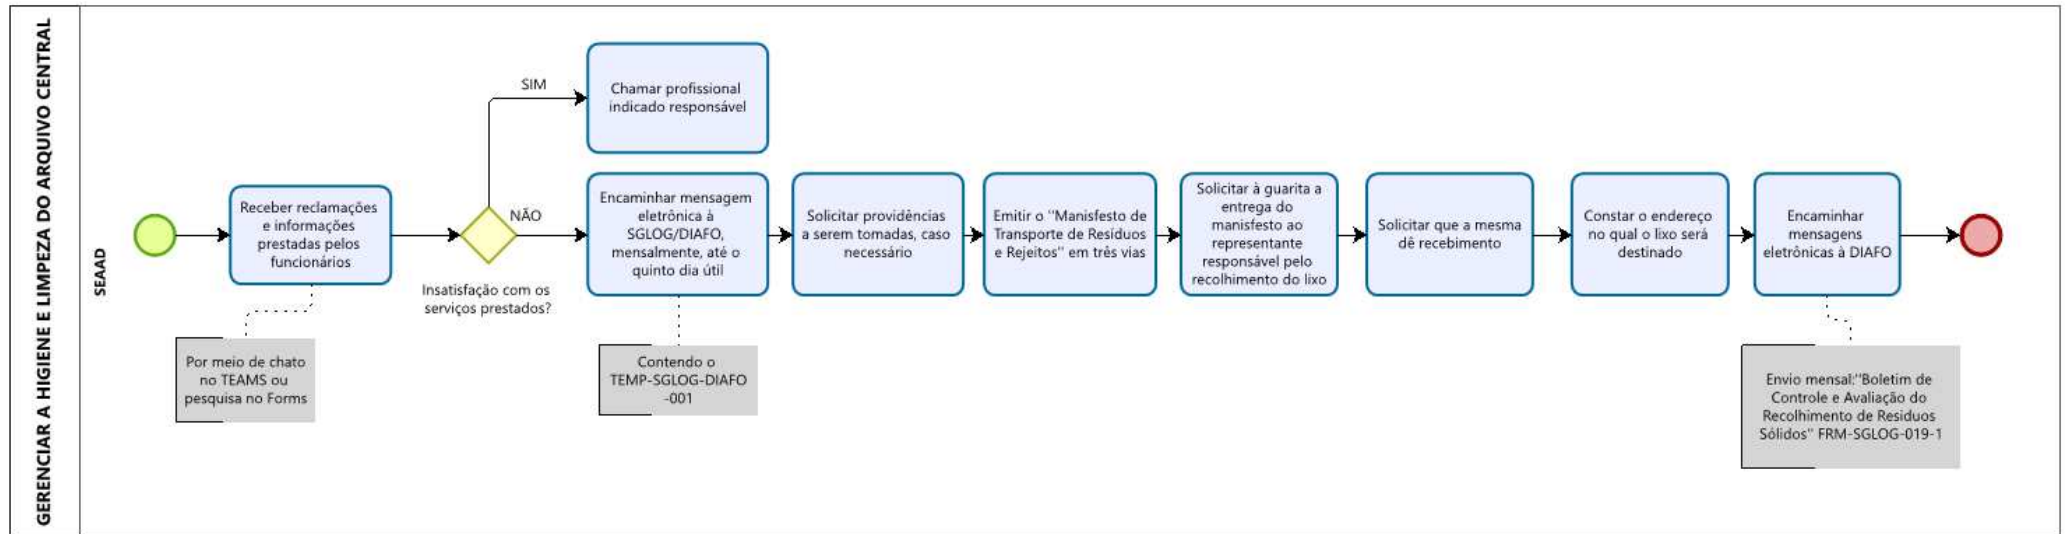 GERENCIAR A HIGIENE E LIMPEZA DO ARQUIVO CENTRAL
SEAAD
Receber reclamações
e informações
prestadas pelos
funcionários
Por meio de chato
no TEAMS ou
pesquisa no Forms
Insatisfação com os
serviços prestados?
SIM
Chamar profissional
indicado responsável
NÃO
Encaminhar mensagem
eletrônica à
SGLOG/DIAFO,
mensalmente, até o
quinto dia útil
Contendo o
TEMP-SGLOG-DIAFO
-001
Solicitar providências
a serem tomadas, caso
necessário
Emitir o "Manisfesto de
Transporte de Resíduos
e Rejeitos" em três vias
Solicitar à guarita a
entrega do
manisfesto ao
representante
responsável pelo
recolhimento do lixo
Solicitar que a mesma
dê recebimento
Constar o endereço
no qual o lixo será
destinado
Encaminhar
mensagens
eletrônicas à DIAFO
Envio mensal:"Boletim de
Controle e Avaliação do
Recolhimento de Residuos
Sólidos" FRM-SGLOG-019-1